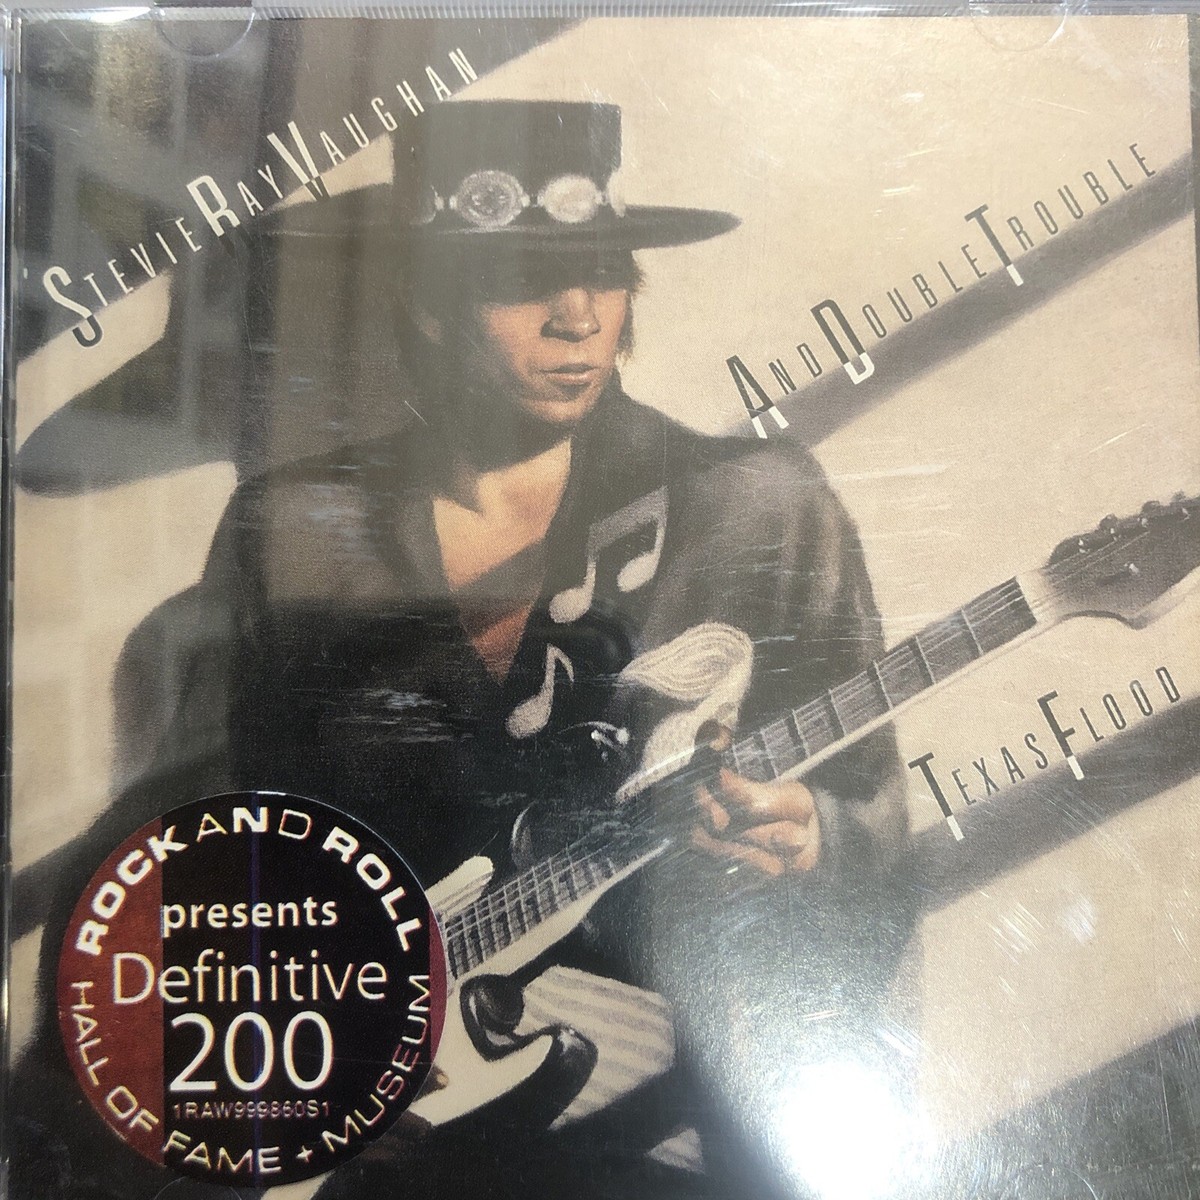 STEVIE RAY VAUGHAN
AND DOUBLE TROUBLE
TEXAS FLOOD
ROCK AND ROLL
presents
Definitive
200
1RAW999860S1
HALL OF FAME + MUSEUM